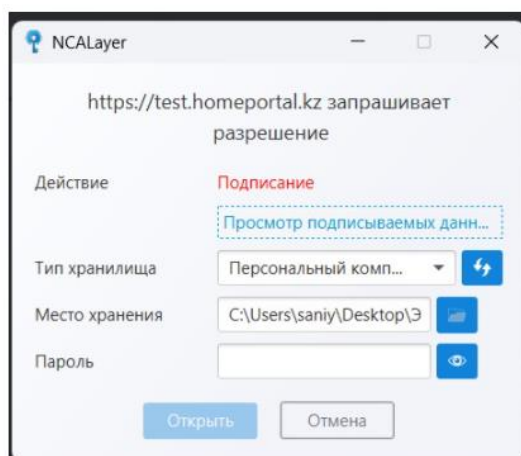 NCALayer
https://test.homeportal.kz запрашивает
разрешение
Действие Подписание
Просмотр подписываемых данн...
Тип хранилища Персональный комп...
Место хранения C:\Users\saniy\Desktop\Э
Пароль
Открыть Отмена